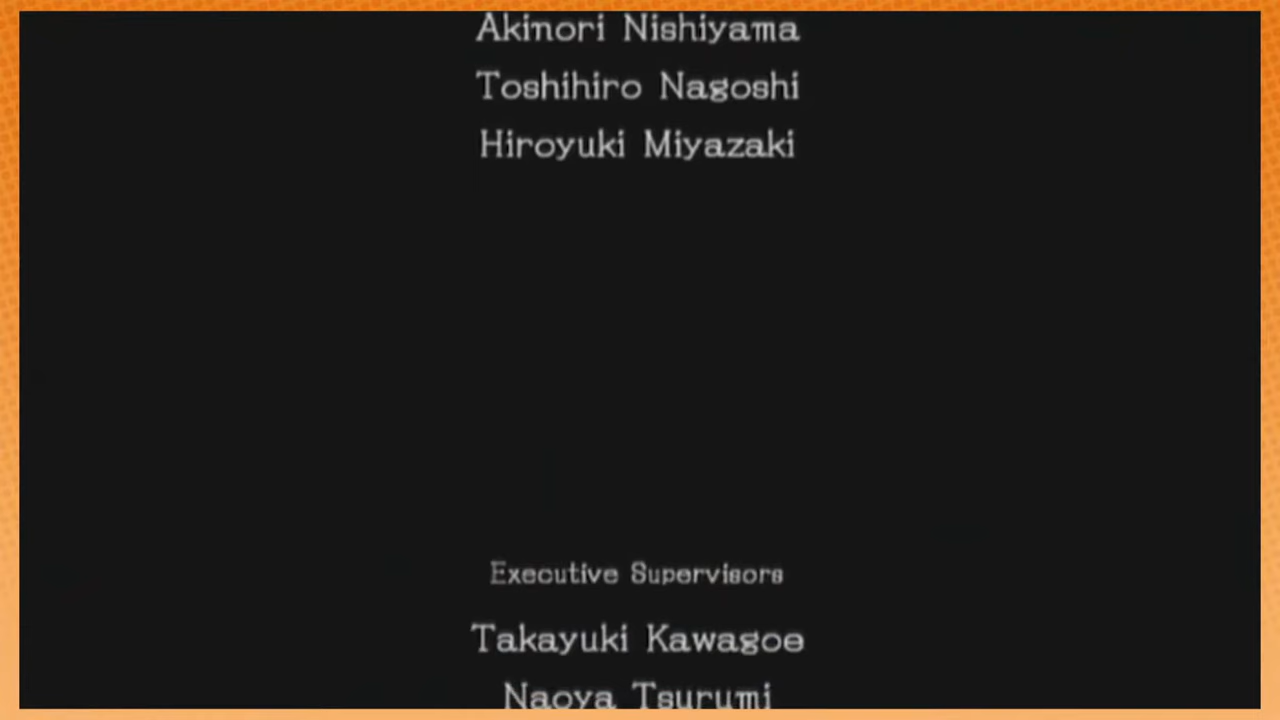 Akinori Nishiyama
Toshihiro Nagoshi
Hiroyuki Miyazaki
Executive Supervisors
Takayuki Kawagoe
Naoya Tsurumi